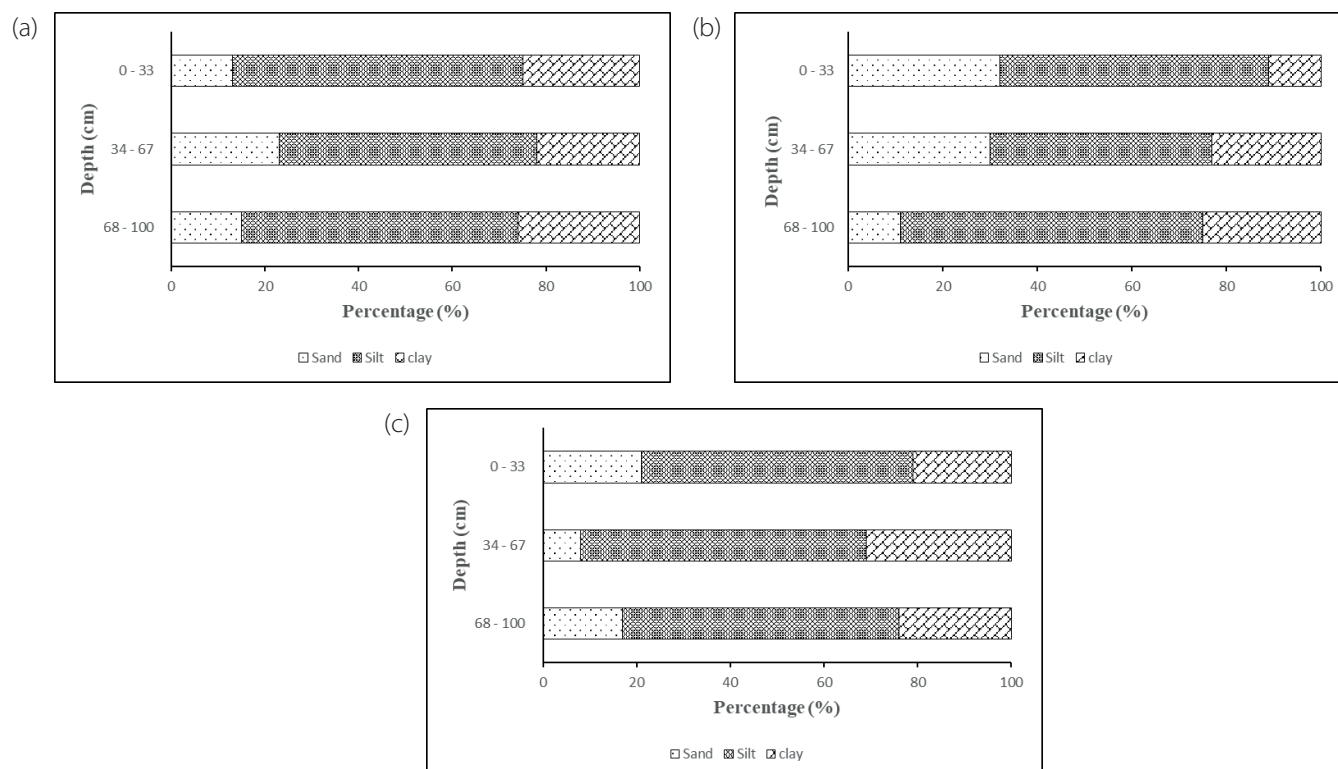 (a)
Depth (cm)
0 - 33
34 - 67
68 - 100
0 20 40 60 80 100
Percentage (%)
Sand Silt clay
(b)
Depth (cm)
0 - 33
34 - 67
68 - 100
0 20 40 60 80 100
Percentage (%)
Sand Silt clay
(c)
Depth (cm)
0 - 33
34 - 67
68 - 100
0 20 40 60 80 100
Percentage (%)
Sand Silt clay